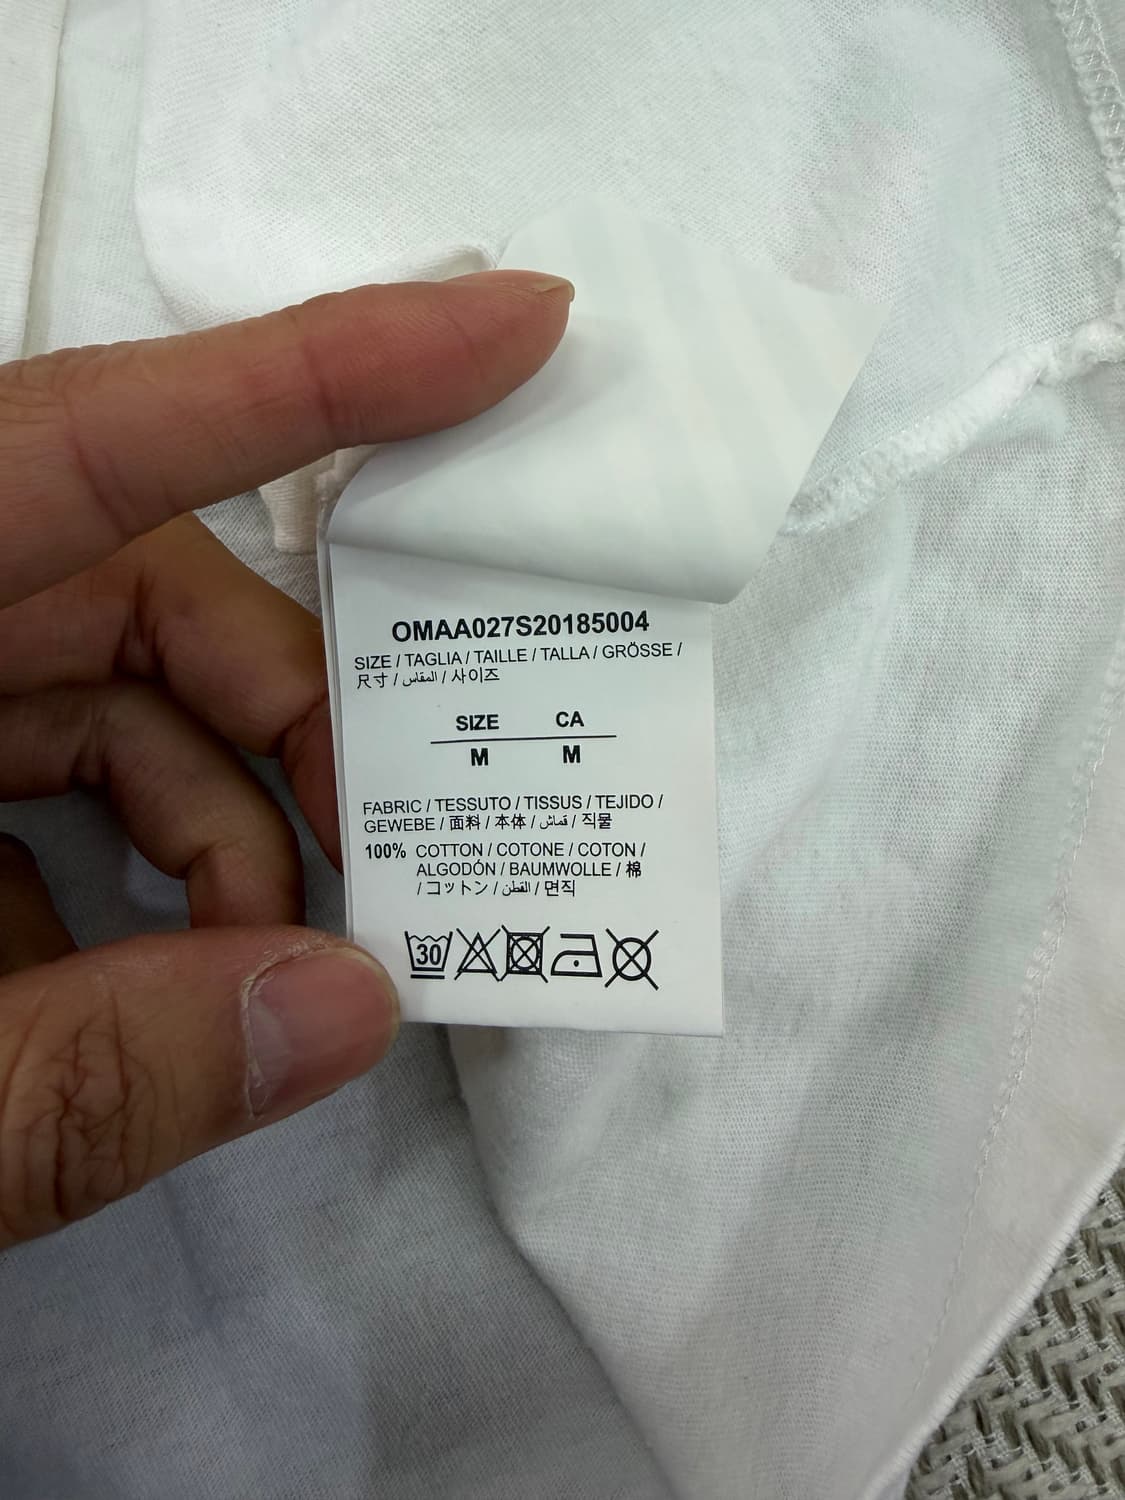 OMAA027S20185004
SIZE / TAGLIA / TAILLE / TALLA / GRÖSSE /
尺寸 / المقاس / 사이즈
SIZE CA
M M
FABRIC / TESSUTO / TISSUS / TEJIDO /
GEWEBE / 面料 / 本体 / قماش / 직물
100% COTTON / COTONE / COTON /
ALGODÓN / BAUMWOLLE / 棉
/ コットン / القطن / 면직
30